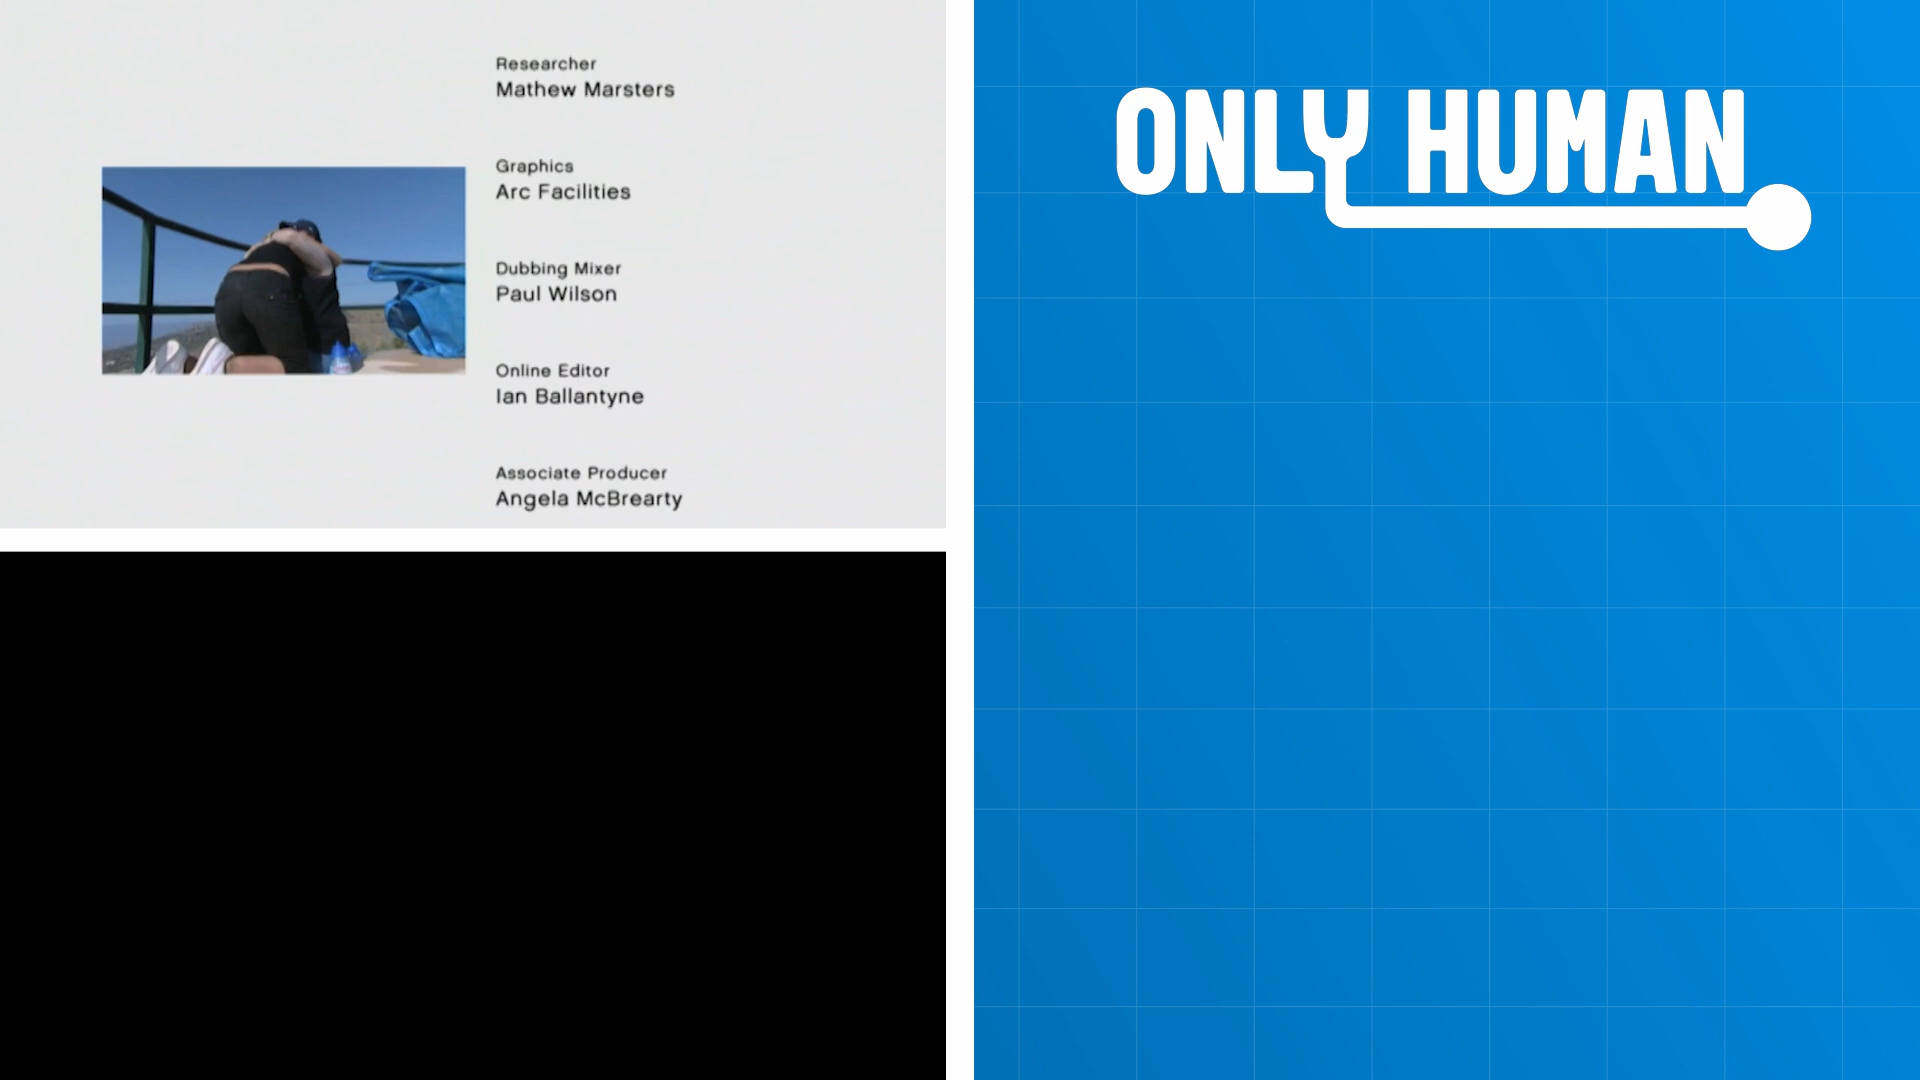 Researcher
Mathew Marsters
Graphics
Arc Facilities
Dubbing Mixer
Paul Wilson
Online Editor
Ian Ballantyne
Associate Producer
Angela McBrearty
ONLY HUMAN